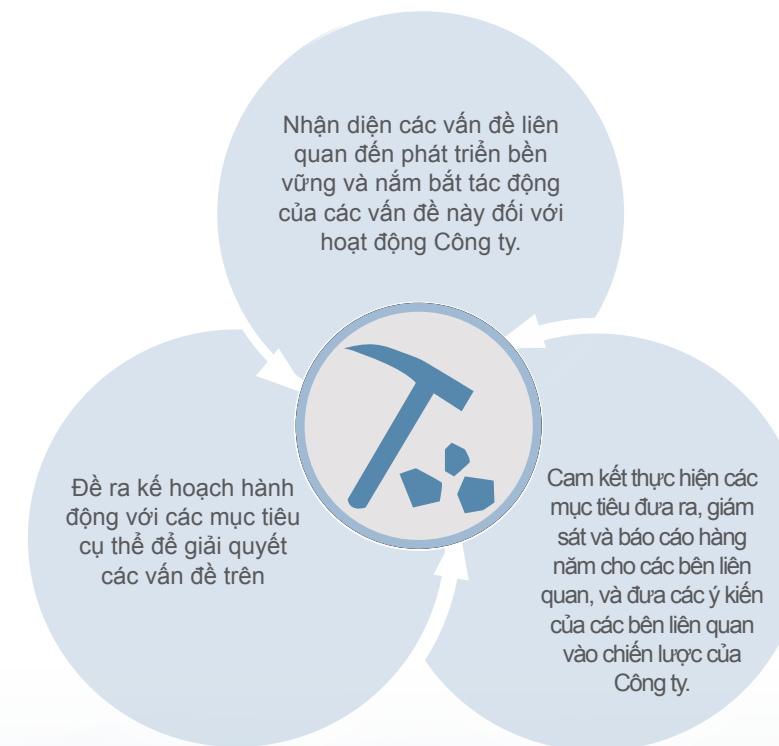 Nhận diện các vấn đề liên
quan đến phát triển bền
vững và nắm bắt tác động
của các vấn đề này đối với
hoạt động Công ty.
Đề ra kế hoạch hành
động với các mục tiêu
cụ thể để giải quyết
các vấn đề trên
Cam kết thực hiện các
mục tiêu đưa ra, giám
sát và báo cáo hàng
năm cho các bên liên
quan, và đưa các ý kiến
của các bên liên quan
vào chiến lược của
Công ty.